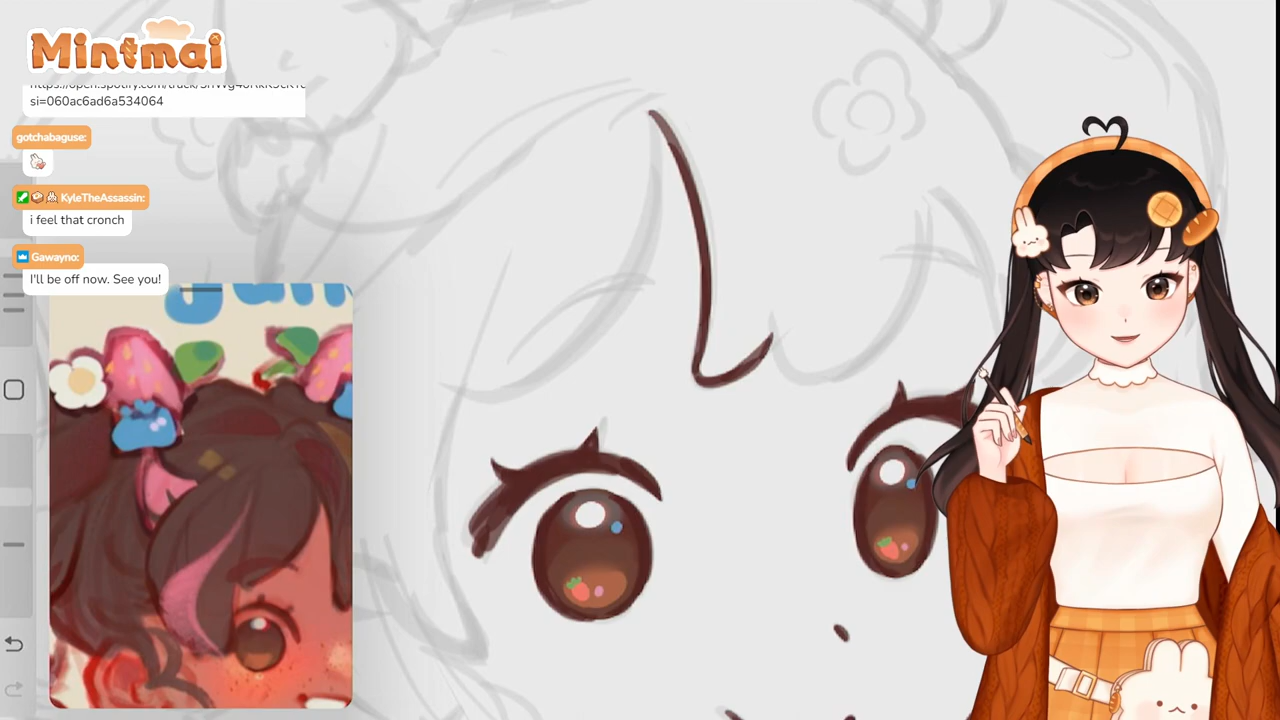 Mintmai
si=060ac6ad6a534064
gotchabaguse:
KyleTheAssassin:
i feel that cronch
Gawayno:
I'll be off now. See you!